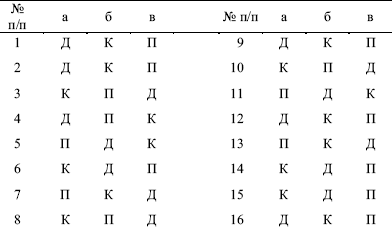 № п/п а б в № п/п а б в
1 Д К П 9 Д К П
2 Д К П 10 К П Д
3 К П Д 11 П Д К
4 Д П К 12 Д К П
5 П Д К 13 П К Д
6 К Д П 14 К Д П
7 П К Д 15 К Д П
8 К П Д 16 Д К П